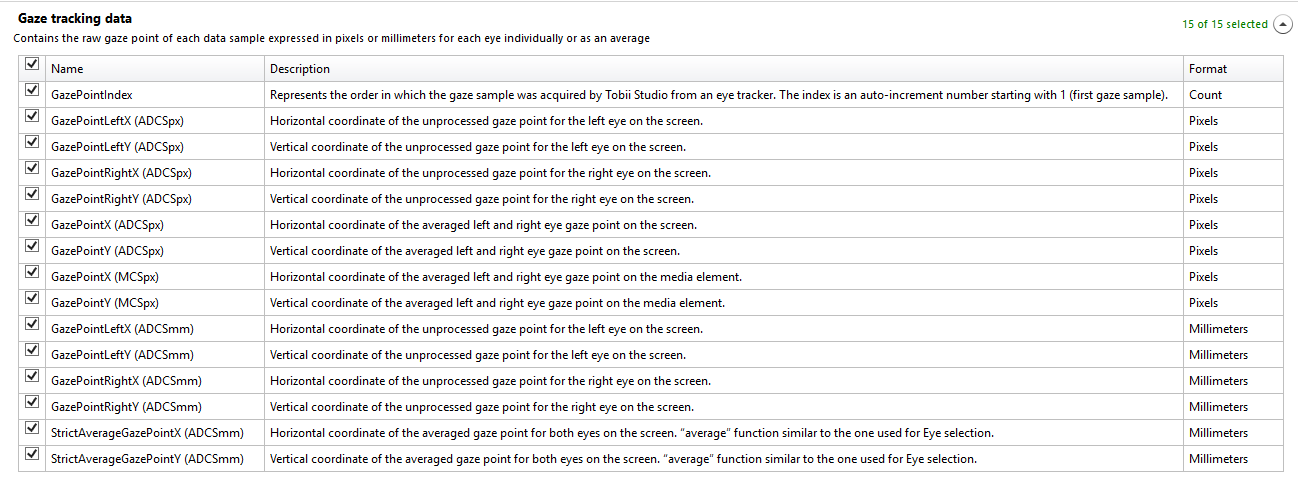 Gaze tracking data
15 of 15 selected
Contains the raw gaze point of each data sample expressed in pixels or millimeters for each eye individually or as an average
Name Description Format
GazePointIndex Represents the order in which the gaze sample was acquired by Tobii Studio from an eye tracker. The index is an auto-increment number starting with 1 (first gaze sample). Count
GazePointLeftX (ADCSpx) Horizontal coordinate of the unprocessed gaze point for the left eye on the screen. Pixels
GazePointLeftY (ADCSpx) Vertical coordinate of the unprocessed gaze point for the left eye on the screen. Pixels
GazePointRightX (ADCSpx) Horizontal coordinate of the unprocessed gaze point for the right eye on the screen. Pixels
GazePointRightY (ADCSpx) Vertical coordinate of the unprocessed gaze point for the right eye on the screen. Pixels
GazePointX (ADCSpx) Horizontal coordinate of the averaged left and right eye gaze point on the screen. Pixels
GazePointY (ADCSpx) Vertical coordinate of the averaged left and right eye gaze point on the screen. Pixels
GazePointX (MCSpx) Horizontal coordinate of the averaged left and right eye gaze point on the media element. Pixels
GazePointY (MCSpx) Vertical coordinate of the averaged left and right eye gaze point on the media element. Pixels
GazePointLeftX (ADCSmm) Horizontal coordinate of the unprocessed gaze point for the left eye on the screen. Millimeters
GazePointLeftY (ADCSmm) Vertical coordinate of the unprocessed gaze point for the left eye on the screen. Millimeters
GazePointRightX (ADCSmm) Horizontal coordinate of the unprocessed gaze point for the right eye on the screen. Millimeters
GazePointRightY (ADCSmm) Vertical coordinate of the unprocessed gaze point for the right eye on the screen. Millimeters
StrictAverageGazePointX (ADCSmm) Horizontal coordinate of the averaged gaze point for both eyes on the screen. "average" function similar to the one used for Eye selection. Millimeters
StrictAverageGazePointY (ADCSmm) Vertical coordinate of the averaged gaze point for both eyes on the screen. "average" function similar to the one used for Eye selection. Millimeters